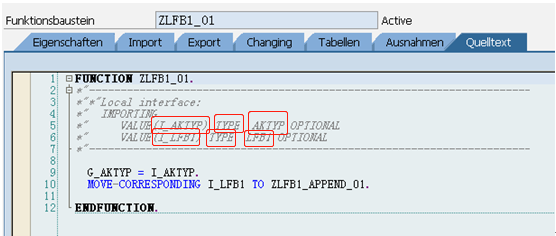 Funktionsbaustein ZLFB1_01 Active
Eigenschaften Import Export Changing Tabellen Ausnahmen Quelltext
1 FUNCTION ZLFB1_01.
2 *"----------------------------------------------------------------------
3 *"*"Local interface:
4 *"  IMPORTING
5 *"     VALUE(I_AKTYP) TYPE  AKTYP OPTIONAL
6 *"     VALUE(I_LFB1) TYPE  LFB1 OPTIONAL
7 *"----------------------------------------------------------------------
8
9 G_AKTYP = I_AKTYP.
10 MOVE-CORRESPONDING I_LFB1 TO ZLFB1_APPEND_01.
11
12 ENDFUNCTION.